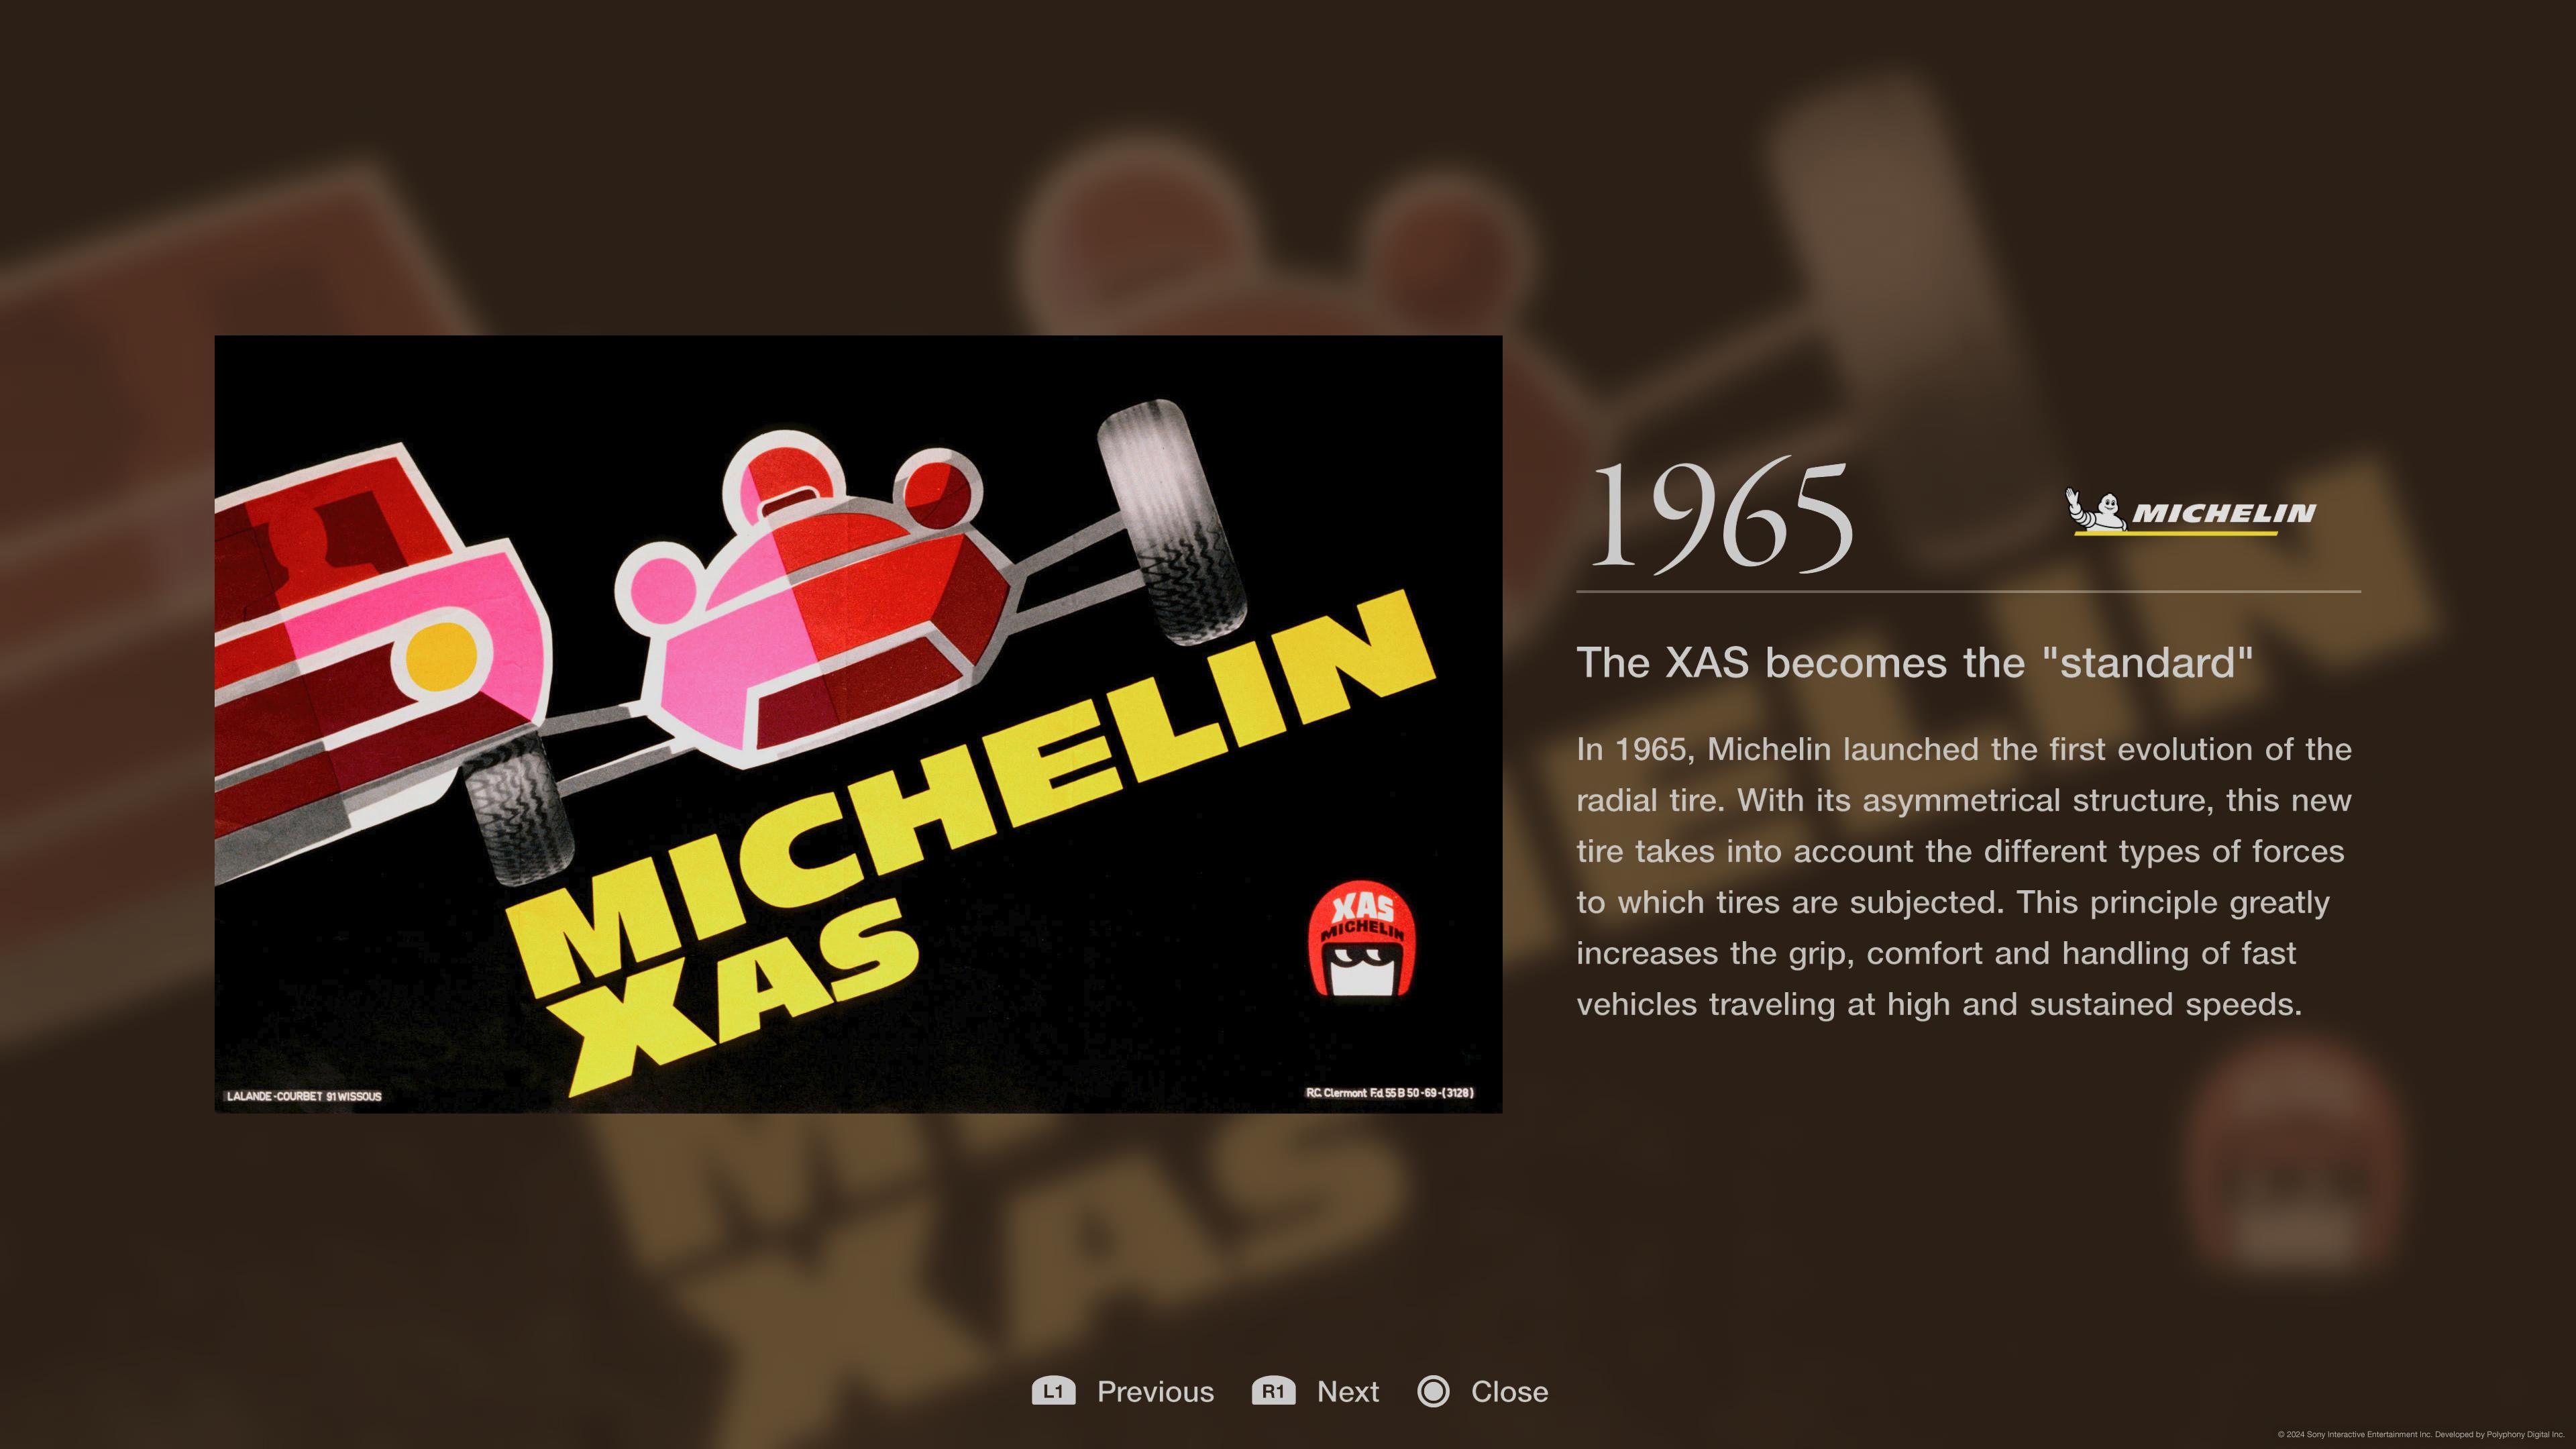 MICHELIN
XAS
XAS
MICHELIN
LALANDE-COURBET 91 WISSOUS
RC. Clermont Fd. 55 B 50-69-(3128)
1965
MICHELIN
The XAS becomes the "standard"
In 1965, Michelin launched the first evolution of the
radial tire. With its asymmetrical structure, this new
tire takes into account the different types of forces
to which tires are subjected. This principle greatly
increases the grip, comfort and handling of fast
vehicles traveling at high and sustained speeds.
L1 Previous R1 Next Close
© 2024 Sony Interactive Entertainment Inc. Developed by Polyphony Digital Inc.